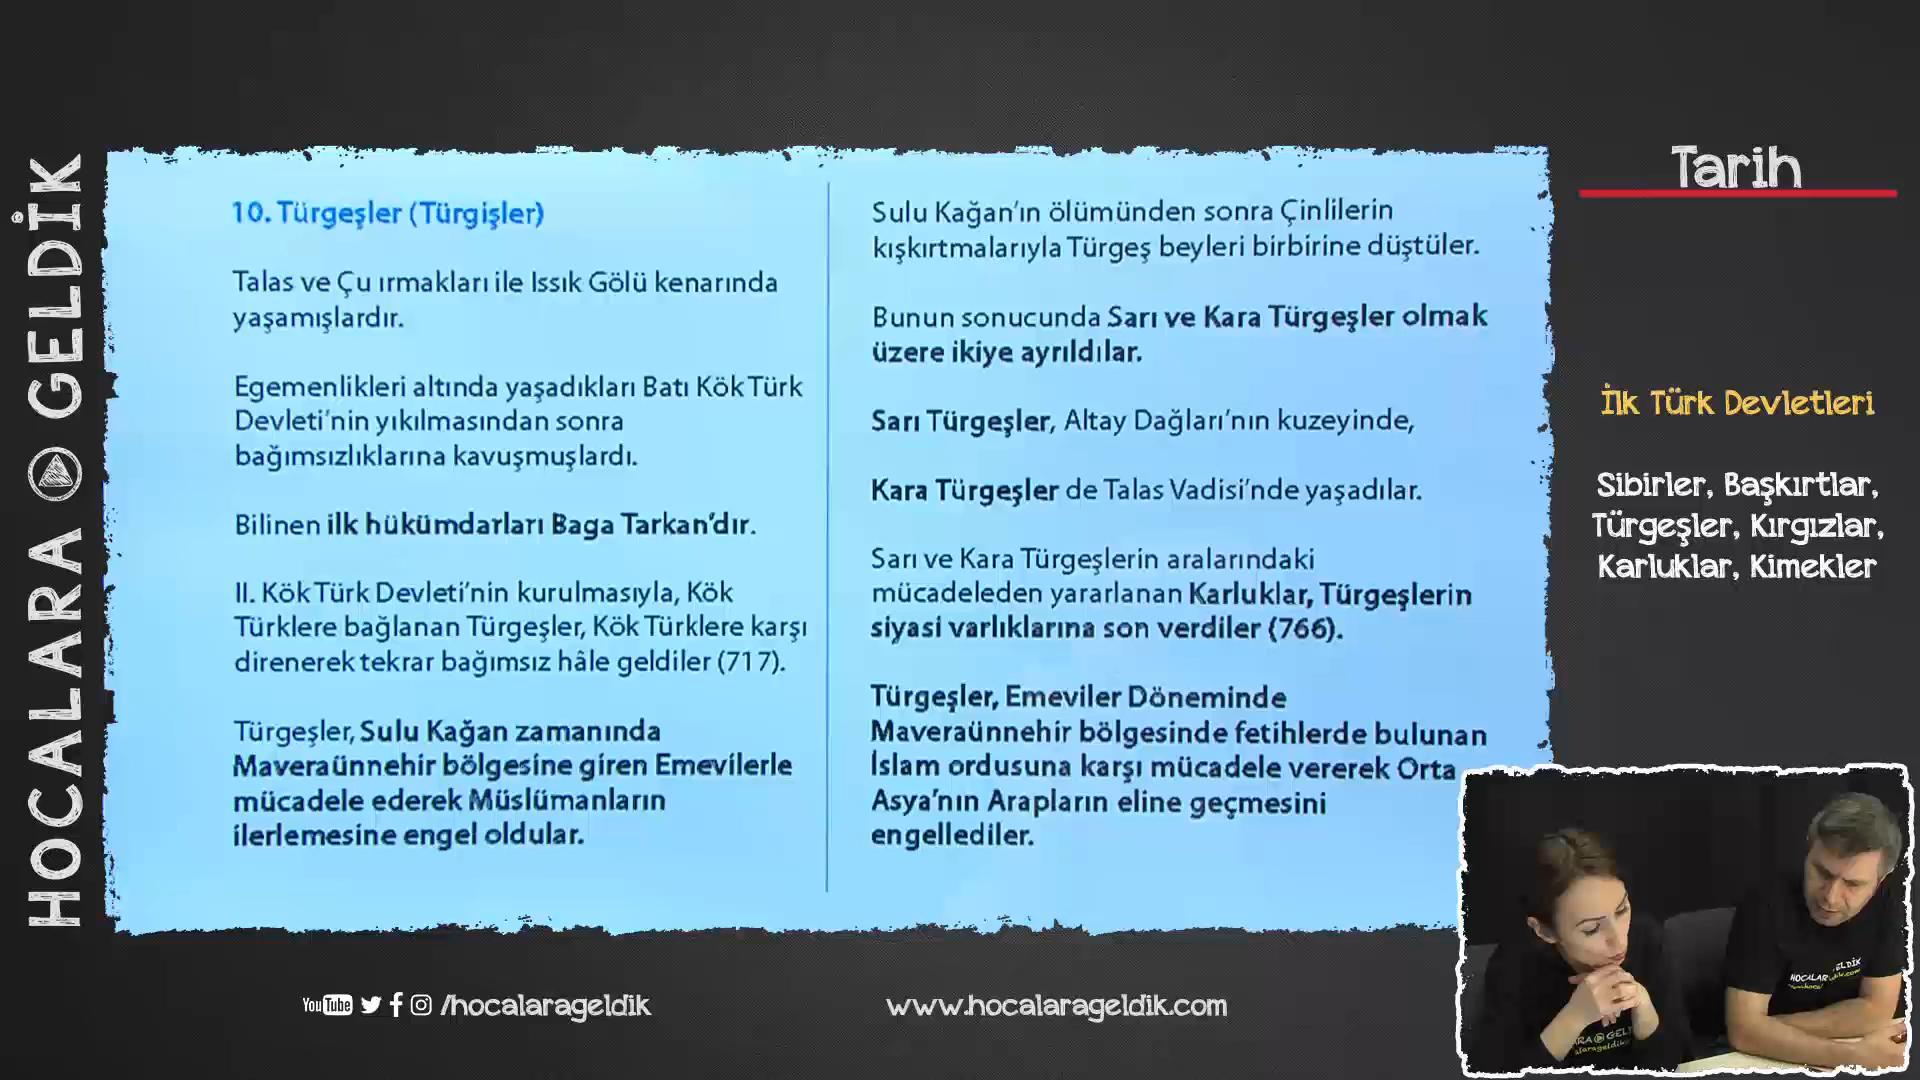 HOCALARA GELDİK
10. Türgeşler (Türgişler)
Talas ve Çu ırmakları ile Issık Gölü kenarında
yaşamışlardır.
Egemenlikleri altında yaşadıkları Batı Kök Türk
Devleti'nin yıkılmasından sonra
bağımsızlıklarına kavuşmuşlardı.
Bilinen ilk hükümdarları Baga Tarkan'dır.
II. Kök Türk Devleti'nin kurulmasıyla, Kök
Türklere bağlanan Türgeşler, Kök Türklere karşı
direnerek tekrar bağımsız hâle geldiler (717).
Türgeşler, Sulu Kağan zamanında
Maveraünnehir bölgesine giren Emevilerle
mücadele ederek Müslümanların
ilerlemesine engel oldular.
Sulu Kağan'ın ölümünden sonra Çinlilerin
kışkırtmalarıyla Türgeş beyleri birbirine düştüler.
Bunun sonucunda Sarı ve Kara Türgeşler olmak
üzere ikiye ayrıldılar.
Sarı Türgeşler, Altay Dağları'nın kuzeyinde,
Kara Türgeşler de Talas Vadisi'nde yaşadılar.
Sarı ve Kara Türgeşlerin aralarındaki
mücadeleden yararlanan Karluklar, Türgeşlerin
siyasi varlıklarına son verdiler (766).
Türgeşler, Emeviler Döneminde
Maveraünnehir bölgesinde fetihlerde bulunan
İslam ordusuna karşı mücadele vererek Orta
Asya'nın Arapların eline geçmesini
engellediler.
Tarih
İlk Türk Devletleri
Sibirler, Başkırtlar,
Türgeşler, Kırgızlar,
Karluklar, Kimekler
YouTube /hocalarageldik
www.hocalarageldik.com